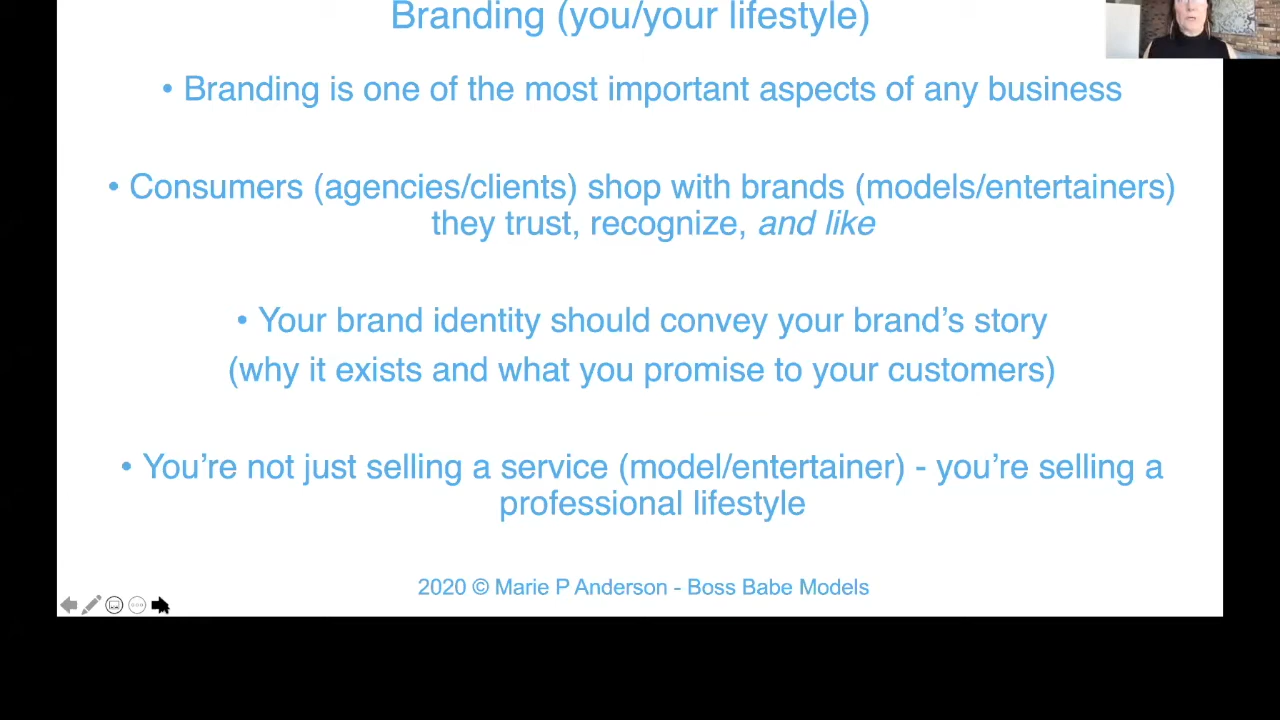 Branding (you/your lifestyle)
• Branding is one of the most important aspects of any business
• Consumers (agencies/clients) shop with brands (models/entertainers)
they trust, recognize, and like
• Your brand identity should convey your brand’s story
(why it exists and what you promise to your customers)
• You’re not just selling a service (model/entertainer) - you’re selling a
professional lifestyle
2020 © Marie P Anderson - Boss Babe Models